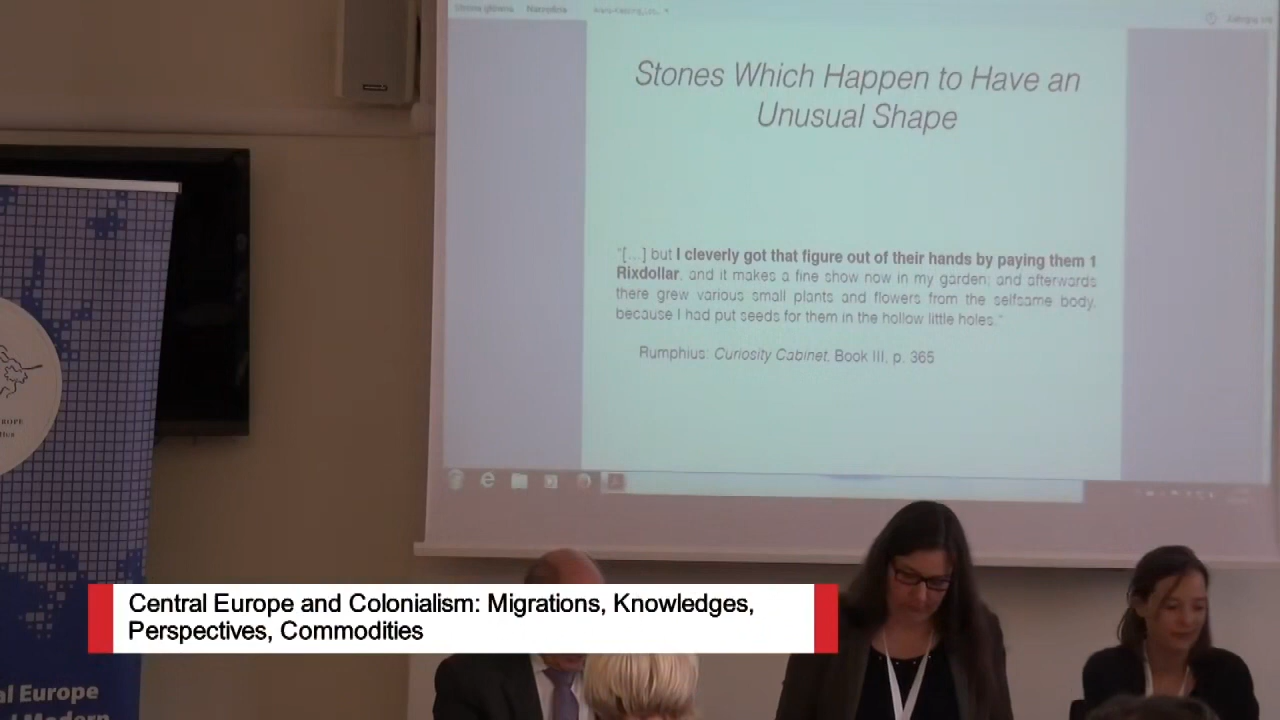 Strona główna Narzędzia
Stones Which Happen to Have an
Unusual Shape
"[...] but I cleverly got that figure out of their hands by paying them 1
Rixdollar, and it makes a fine show now in my garden; and afterwards
there grew various small plants and flowers from the selfsame body,
because I had put seeds for them in the hollow little holes."
Rumphius: Curiosity Cabinet, Book III, p. 365
Central Europe and Colonialism: Migrations, Knowledges,
Perspectives, Commodities
al Europe